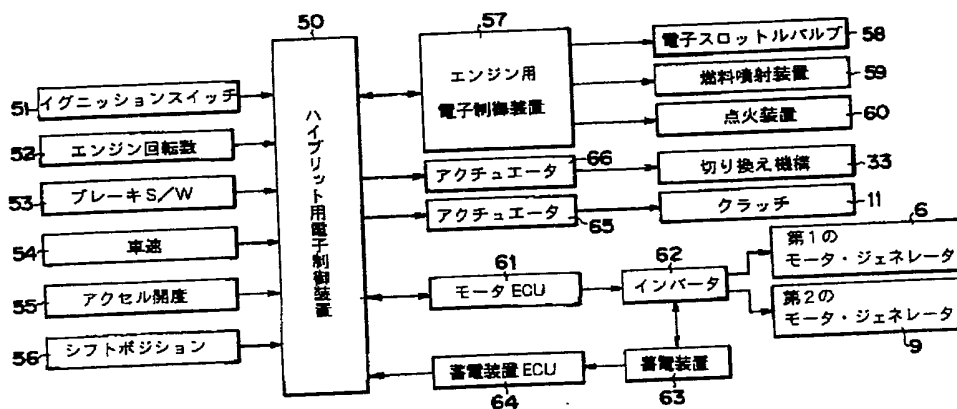 50
ハイブリット用電子制御装置
51
イグニッションスイッチ
52
エンジン回転数
53
ブレーキS/W
54
車速
55
アクセル開度
56
シフトポジション
57
エンジン用
電子制御装置
電子スロットルバルブ
58
燃料噴射装置
59
点火装置
60
アクチュエータ
66
切り換え機構
33
アクチュエータ
65
クラッチ
11
61
モータECU
62
インバータ
6
第1の
モータ・ジェネレータ
第2の
モータ・ジェネレータ
9
蓄電装置ECU
64
蓄電装置
63